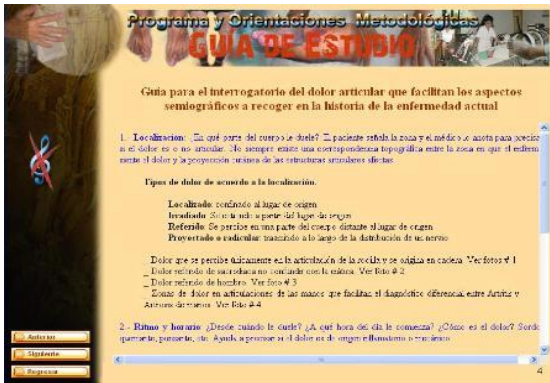 Programa y Orientaciones Metodológicas
GUÍA DE ESTUDIO
Guía para el interrogatorio del dolor articular que facilitan los aspectos
semiográficos a recoger en la historia de la enfermedad actual
1.- Localización: ¿En qué parte del cuerpo le duele? El paciente señala la zona y el médico lo anota para precisar
si el dolor es o no articular. No siempre existe una correspondencia topográfica entre la zona en que el enfermo
siente el dolor y la proyección cutánea de las estructuras articulares afectas.
Tipos de dolor de acuerdo a la localización.
Localizado: confinado al lugar de origen
Irradiado: Se extiende a partir del lugar de origen
Referido: Se percibe en una parte del cuerpo distante al lugar de origen
Proyectado o radicular: trasmitido a lo largo de la distribución de un nervio
_ Dolor que se percibe únicamente en la articulación de la rodilla y se origina en cadera. Ver fotos # 1
_ Dolor referido de sacroilíaca no confundir con la ciática. Ver foto # 2
_ Dolor referido de hombro. Ver foto # 3
_ Zonas de dolor en articulaciones de las manos que facilitan el diagnóstico diferencial entre Artritis y
Artrosis de manos. Ver foto # 4
2.- Ritmo y horario: ¿Desde cuándo le duele? ¿A qué hora del día le comienza? ¿Cómo es el dolor? Sordo,
quemante, punzante, etc. Ayuda a precisar si el dolor es de origen inflamatorio o mecánico.
Anterior
Siguiente
Regresar
4